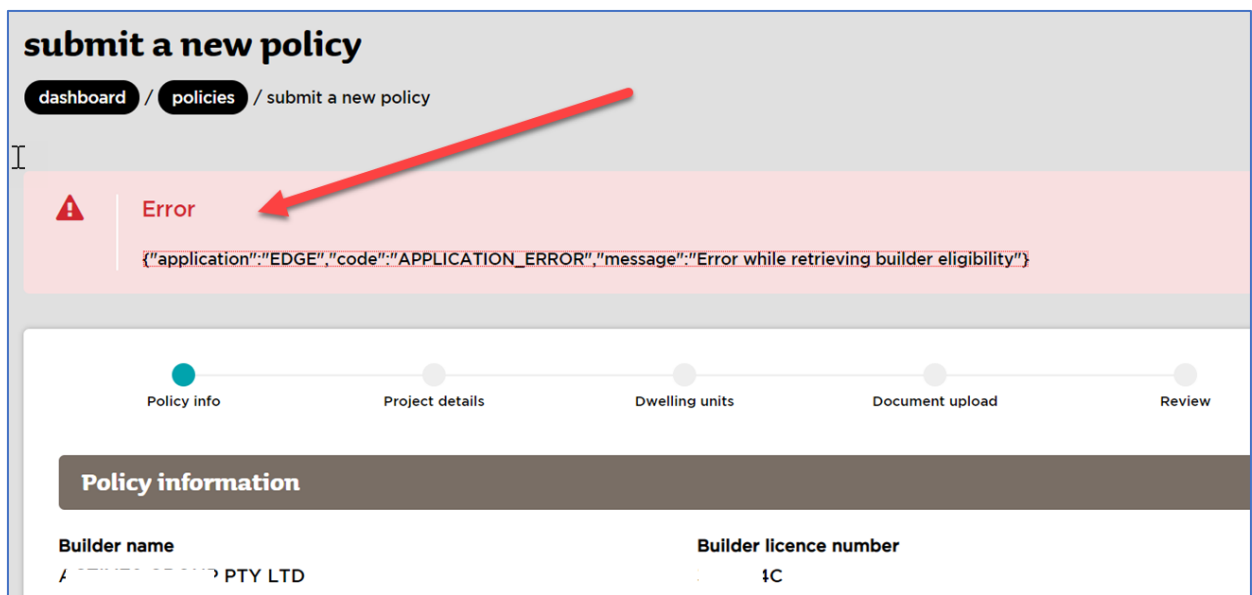 submit a new policy
dashboard / policies / submit a new policy
Error
{"application":"EDGE","code":"APPLICATION_ERROR","message":"Error while retrieving builder eligibility"}
Policy info Project details Dwelling units Document upload Review
Policy information
Builder name Builder licence number
PTY LTD 4C